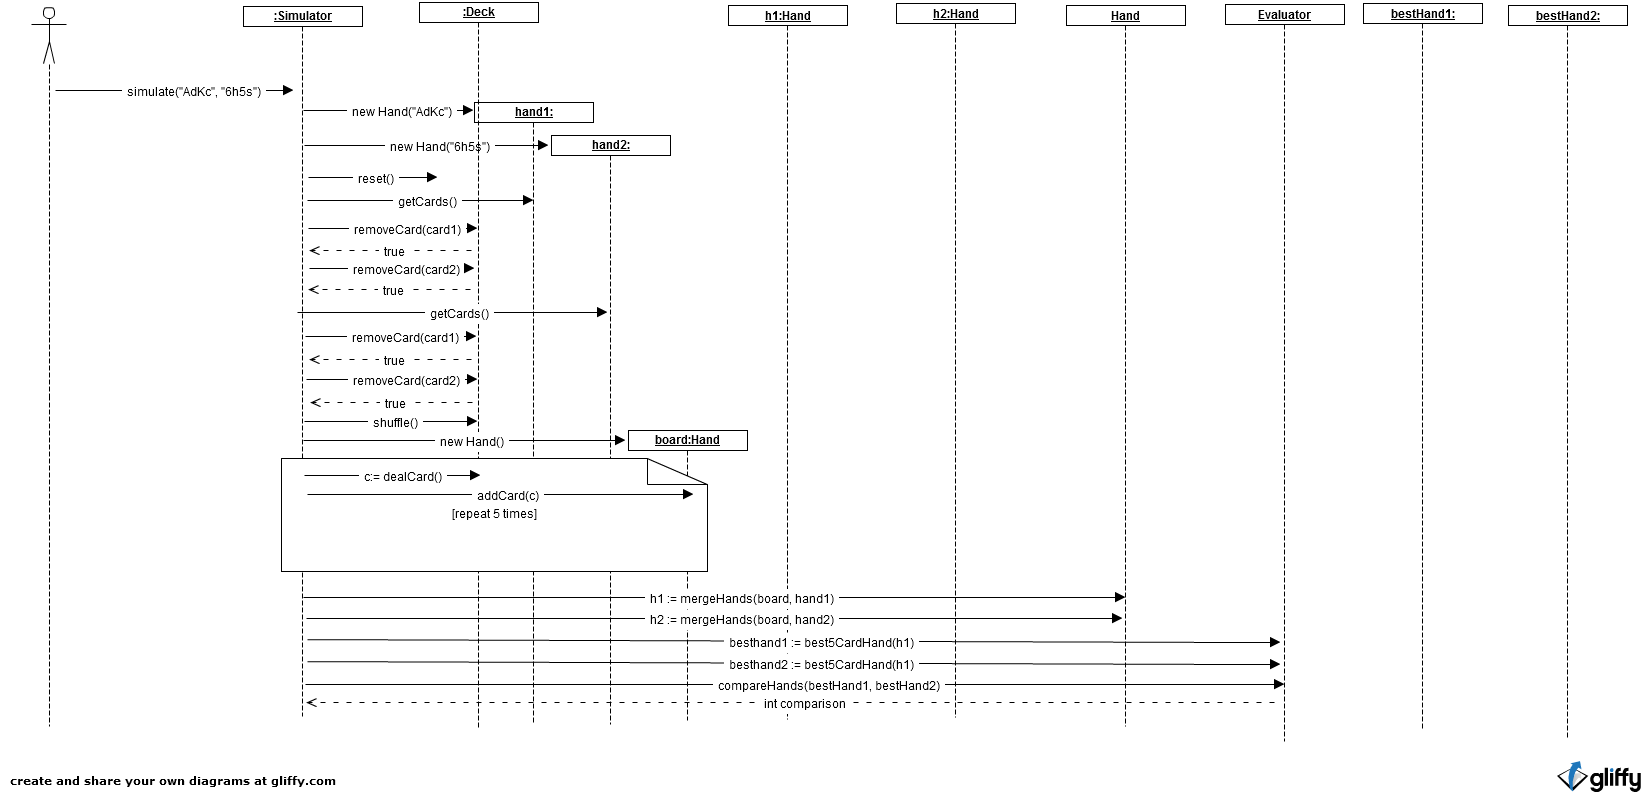 :Simulator
:Deck
h1:Hand
h2:Hand
Hand
Evaluator
bestHand1:
bestHand2:
simulate("AdKc", "6h5s")
new Hand("AdKc")
hand1:
new Hand("6h5s")
hand2:
reset()
getCards()
removeCard(card1)
true
removeCard(card2)
true
getCards()
removeCard(card1)
true
removeCard(card2)
true
shuffle()
new Hand()
board:Hand
c:= dealCard()
addCard(c)
[repeat 5 times]
h1 := mergeHands(board, hand1)
h2 := mergeHands(board, hand2)
besthand1 := best5CardHand(h1)
besthand2 := best5CardHand(h1)
compareHands(bestHand1, bestHand2)
int comparison
create and share your own diagrams at gliffy.com
gliffy